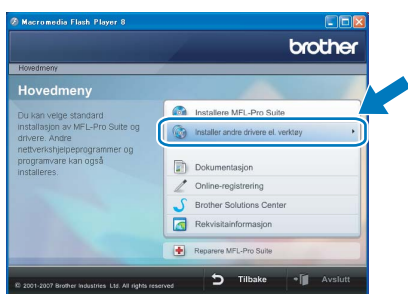 Macromedia Flash Player 8
brother
Hovedmeny
Hovedmeny
Du kan velge standard
installasjon av MFL-Pro Suite og
drivere. Andre
nettverkshjelpeprogrammer og
programvare kan også
installeres.
Installere MFL-Pro Suite
Installer andre drivere el. verktøy
Dokumentasjon
Online-registrering
Brother Solutions Center
Rekvisitainformasjon
Reparere MFL-Pro Suite
© 2001-2007 Brother Industries Ltd. All rights reserved
Tilbake
Avslutt